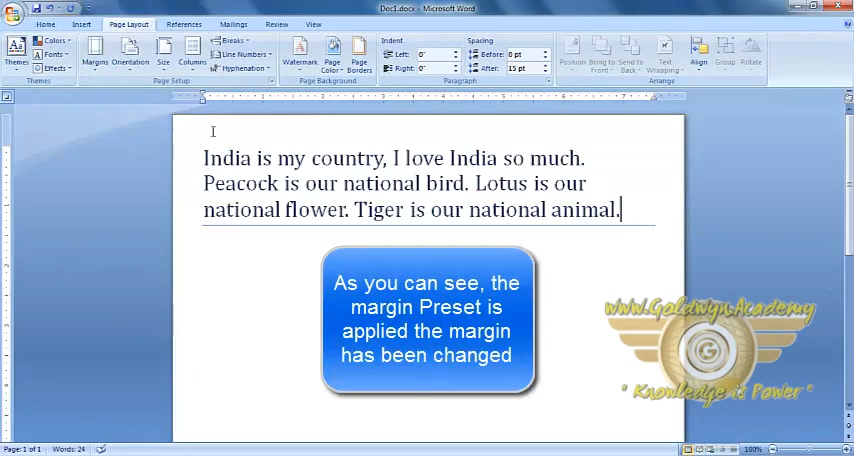 Doc1.docx - Microsoft Word
Home Insert Page Layout References Mailings Review View
Themes
Colors
Fonts
Effects
Themes
Margins Orientation Size Columns
Breaks
Line Numbers
Hyphenation
Page Setup
Watermark Page Color Page Borders
Page Background
Indent
Left: 0"
Right: 0"
Spacing
Before: 0 pt
After: 15 pt
Paragraph
Position Bring to Front Send to Back Text Wrapping Align Group Rotate
Arrange
India is my country, I love India so much.
Peacock is our national bird. Lotus is our
national flower. Tiger is our national animal.
As you can see, the
margin Preset is
applied the margin
has been changed
www.Goldwyn.Academy
G
" Knowledge is Power "
Page: 1 of 1 Words: 24 100%